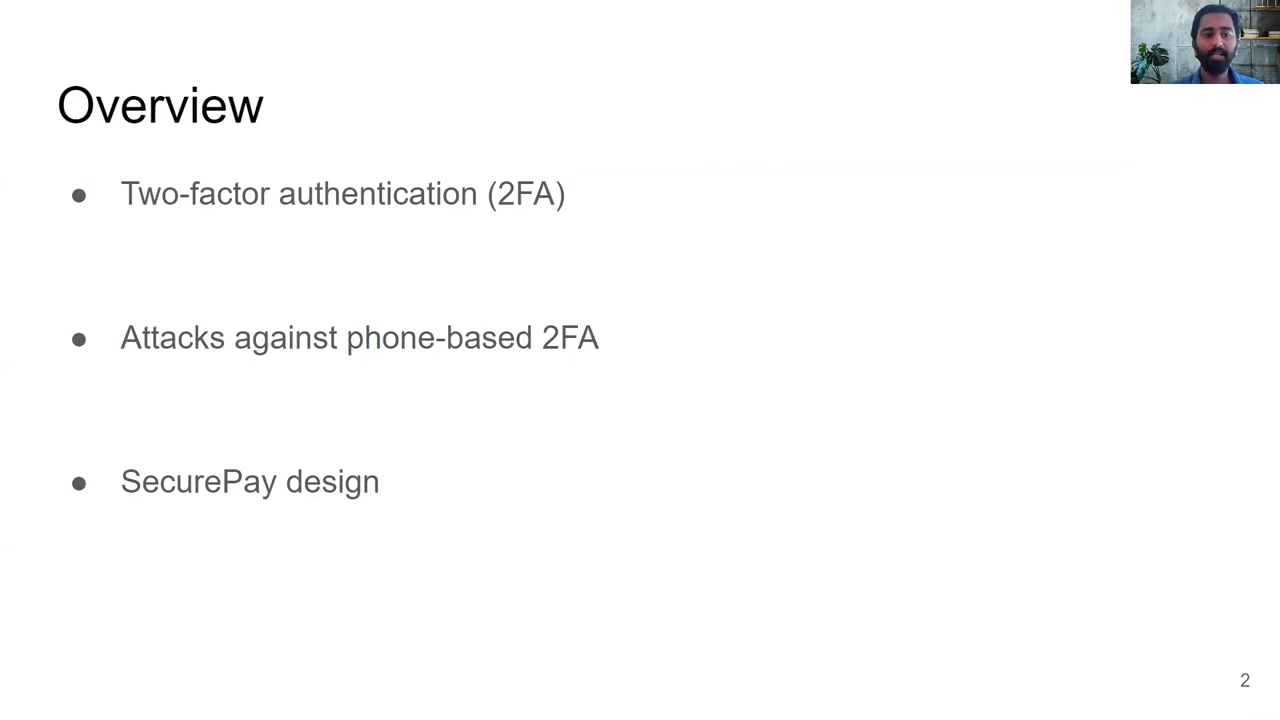 Overview
● Two-factor authentication (2FA)
● Attacks against phone-based 2FA
● SecurePay design
2